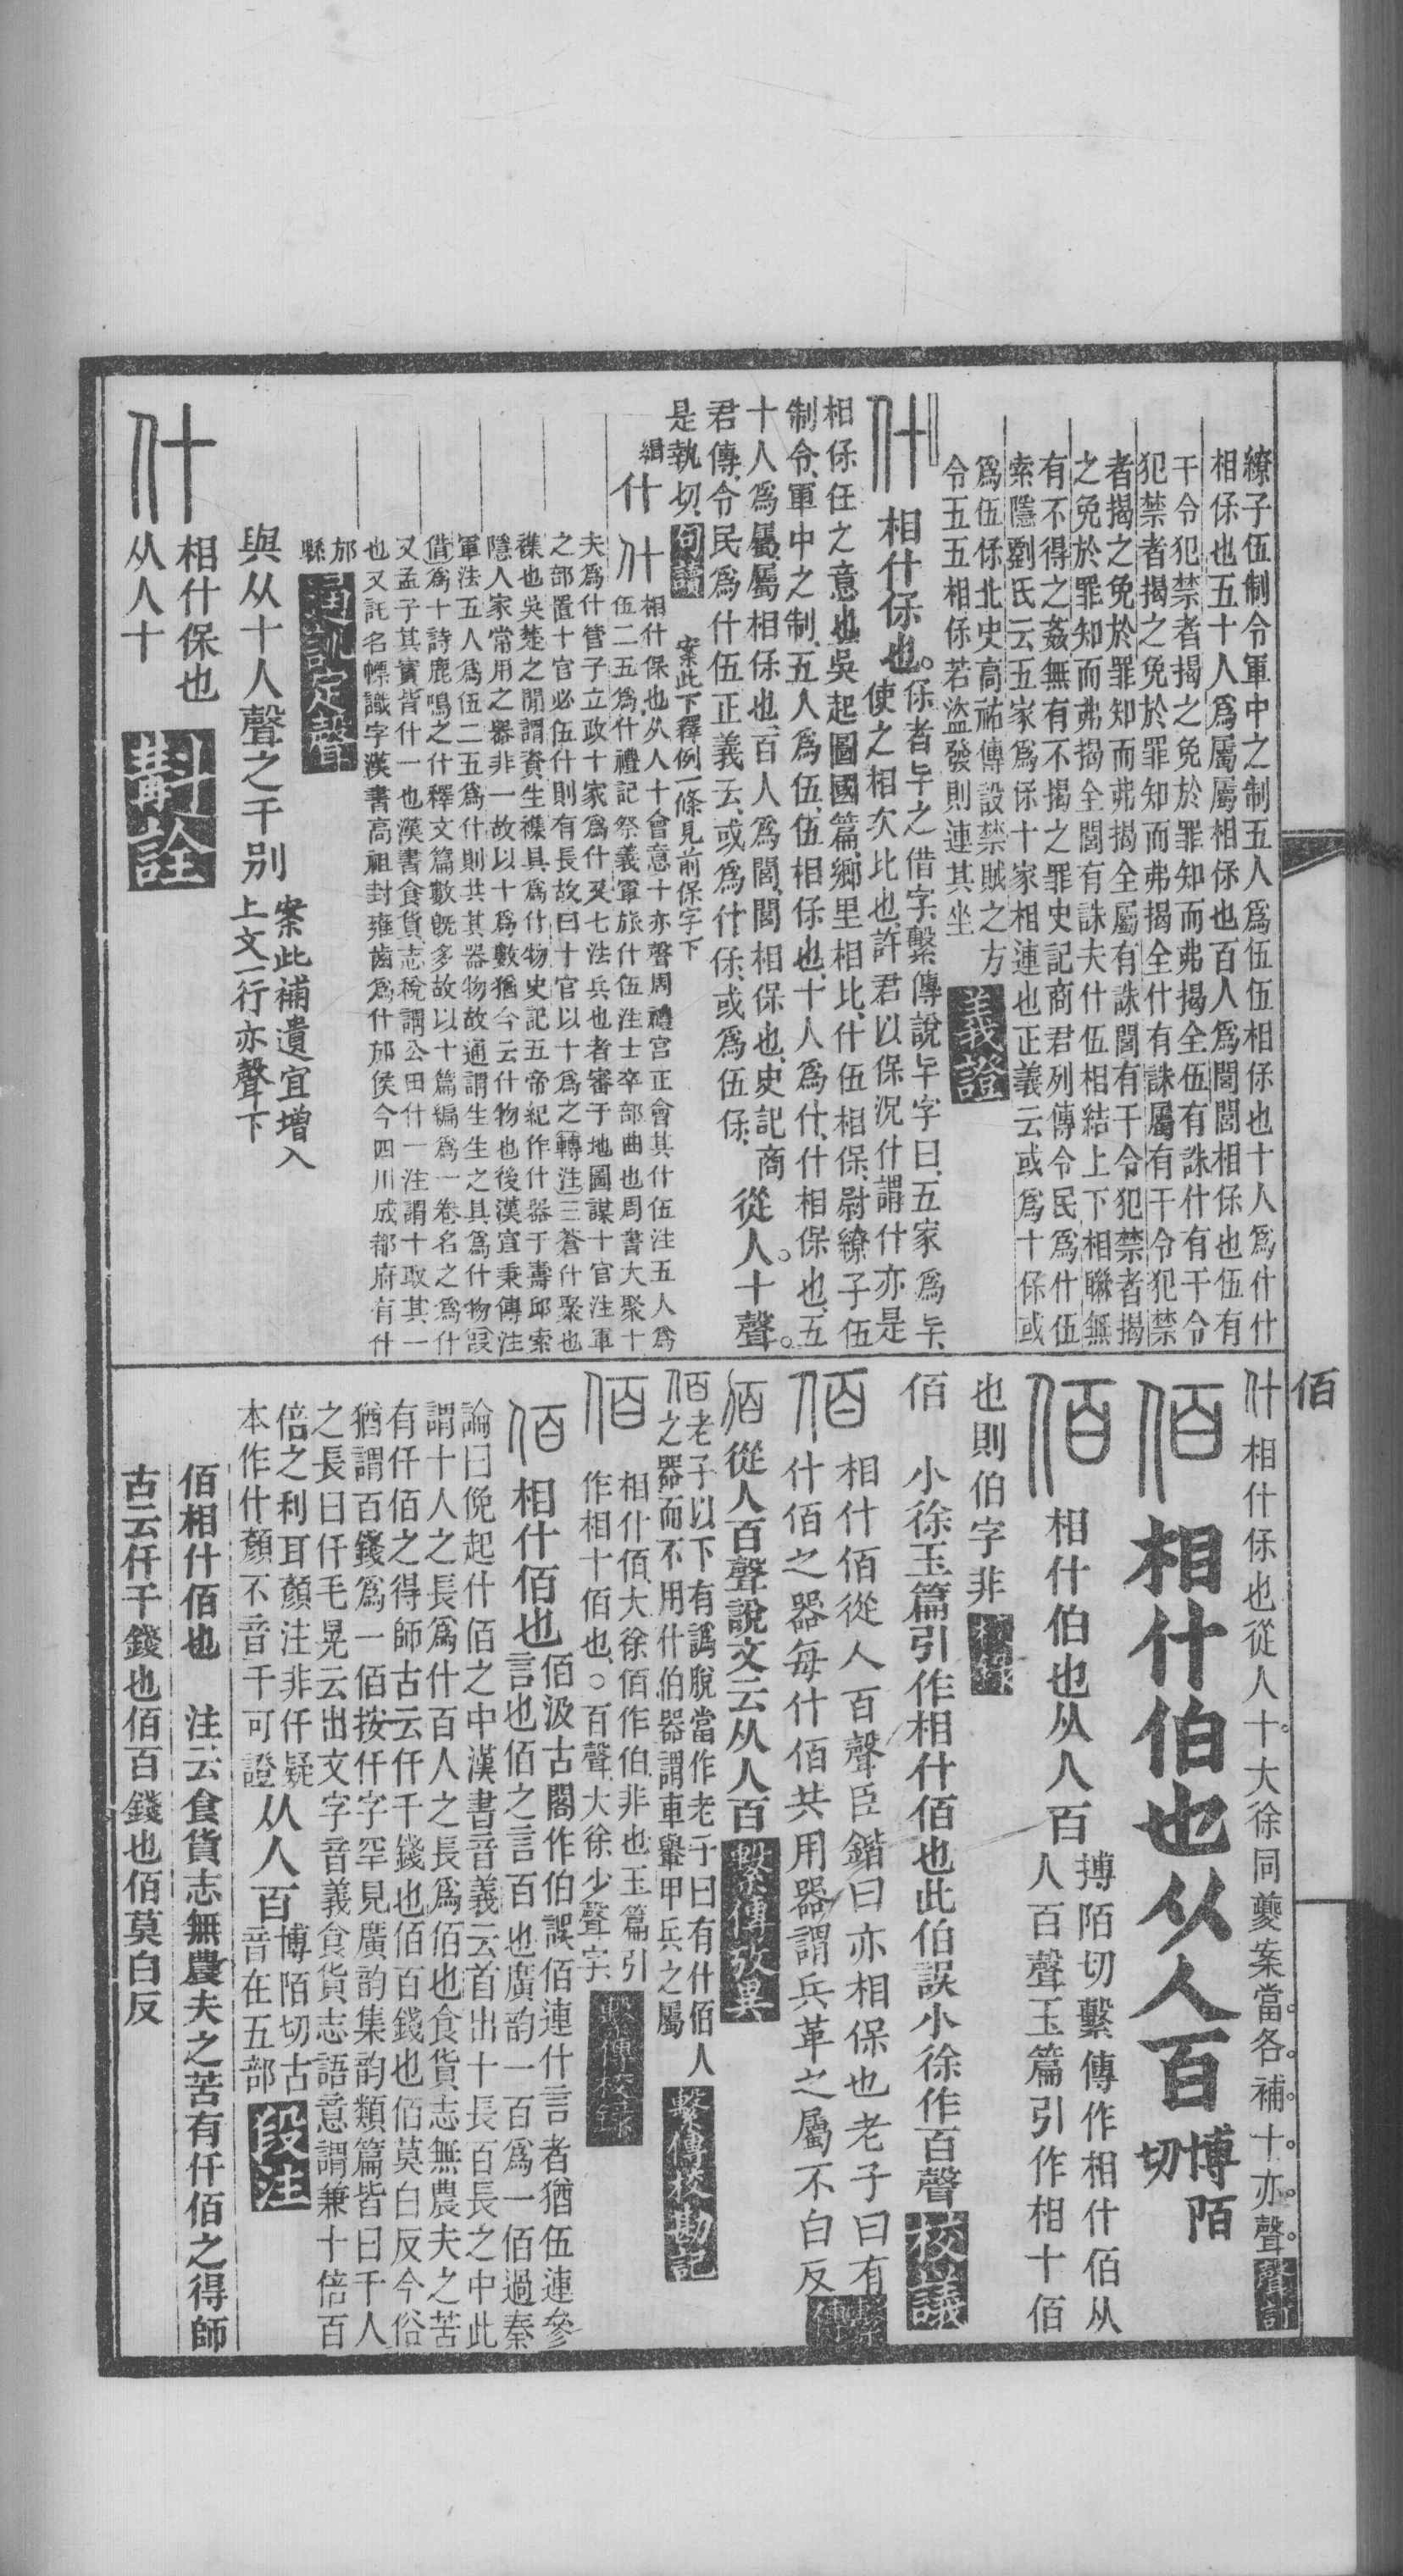 繚子伍制令軍中之制五人爲伍伍相保也十人爲什什
相保也五十人爲屬屬相保也百人爲閭閭相保也伍有
干令犯禁者揭之免於罪知而弗揭全伍有誅什有干令
犯禁者揭之免於罪知而弗揭全什有誅屬有干令犯禁
者揭之免於罪知而弗揭全屬有誅閭有干令犯禁者揭
之免於罪知而弗揭全閭有誅夫什伍相結上下相聯無
有不得之姦無有不揭之罪史記商君列傳令民爲什伍
索隱劉氏云五家爲保十家相連也正義云或爲十保或
爲伍保北史高祐傳設禁賊之方
令五五相保若盜發則連其坐
義證
什 相什保也。保者㐄之借字、繫傳說㐄字曰、五家爲㐄、
使之相次比也、許君以保況什、謂什亦是
相保任之意也、吳起圖國篇、鄉里相比、什伍相保、尉繚子伍
制令、軍中之制、五人爲伍、伍相保也、十人爲什、什相保也、五
十人爲屬、屬相保也、百人爲閭、閭相保也、史記商
君傳、令民爲什伍、正義云、或爲什保、或爲伍保、
從人。十聲。
是執切、句讀
案此下釋例一條見前保字下
緝什
什 相什保也从人十會意十亦聲周禮宮正會其什伍注五人爲
伍二五爲什禮記祭義軍旅什伍注士卒部曲也周書大聚十
夫爲什管子立政十家爲什又七法兵也者審于地圖謀十官注軍
之部置十官必伍什則有長故曰十官以十爲之轉注三蒼什聚也
襍也吳楚之閒謂資生襍具爲什物史記五帝紀作什器于壽邱索
隱人家常用之器非一故以十爲數猶今云什物也後漢宣秉傳注
軍法五人爲伍二五爲什則共其器物故通謂生生之具爲什物叚
借爲十詩鹿鳴之什釋文篇數旣多故以十篇編爲一卷名之爲什
又孟子其實皆什一也漢書食貨志稅謂公田什一注謂十取其一
也又託名幖識字漢書高祖封雍齒爲什邡侯今四川成都府有什
邡
縣
通訓定聲
與从十人聲之千別
案此補遺宜增入
上文一行亦聲下
什 相什保也
从人十
斠詮
什 相什保也從人十。大徐同夔案當各補十亦聲。
聲訂
佰
佰 相什伯也从人百 博陌
切
佰 相什伯也从人百 搏陌切繫傳作相什佰从
人百聲玉篇引作相十佰
也則伯字非
校錄
佰 小徐玉篇引作相什佰也此伯誤小徐作百聲 校議
佰 相什佰從人百聲臣鍇曰亦相保也老子曰有
什佰之器每什佰共用器謂兵革之屬不白反
繫傳
佰 從人百聲說文云从人百 繫傳攷異
佰 老子以下有譌脫當作老子曰有什佰人
之器而不用什伯器謂車轝甲兵之屬
繫傳校勘記
佰 相什佰、大徐佰作伯、非也、玉篇引
作相十佰也。○百聲、大徐少聲字、
繫傳校錄
佰 相什佰也 佰汲古閣作伯誤佰連什言者猶伍連參
言也佰之言百也廣韵一百爲一佰過秦
論曰俛起什佰之中漢書音義云首出十長百長之中此
謂十人之長爲什百人之長爲佰也食貨志無農夫之苦
有仟佰之得師古云仟千錢也佰百錢也佰莫白反今俗
猶謂百錢爲一佰按仟字罕見廣韵集韵類篇皆曰千人
之長曰仟毛晃云出文字音義食貨志語意謂兼十倍百
倍之利耳顏注非仟疑
本作什顏不音千可證
从人百 博陌切古
音在五部
段注
佰相什佰也 注云食貨志無農夫之苦有仟佰之得師
古云仟千錢也佰百錢也佰莫白反